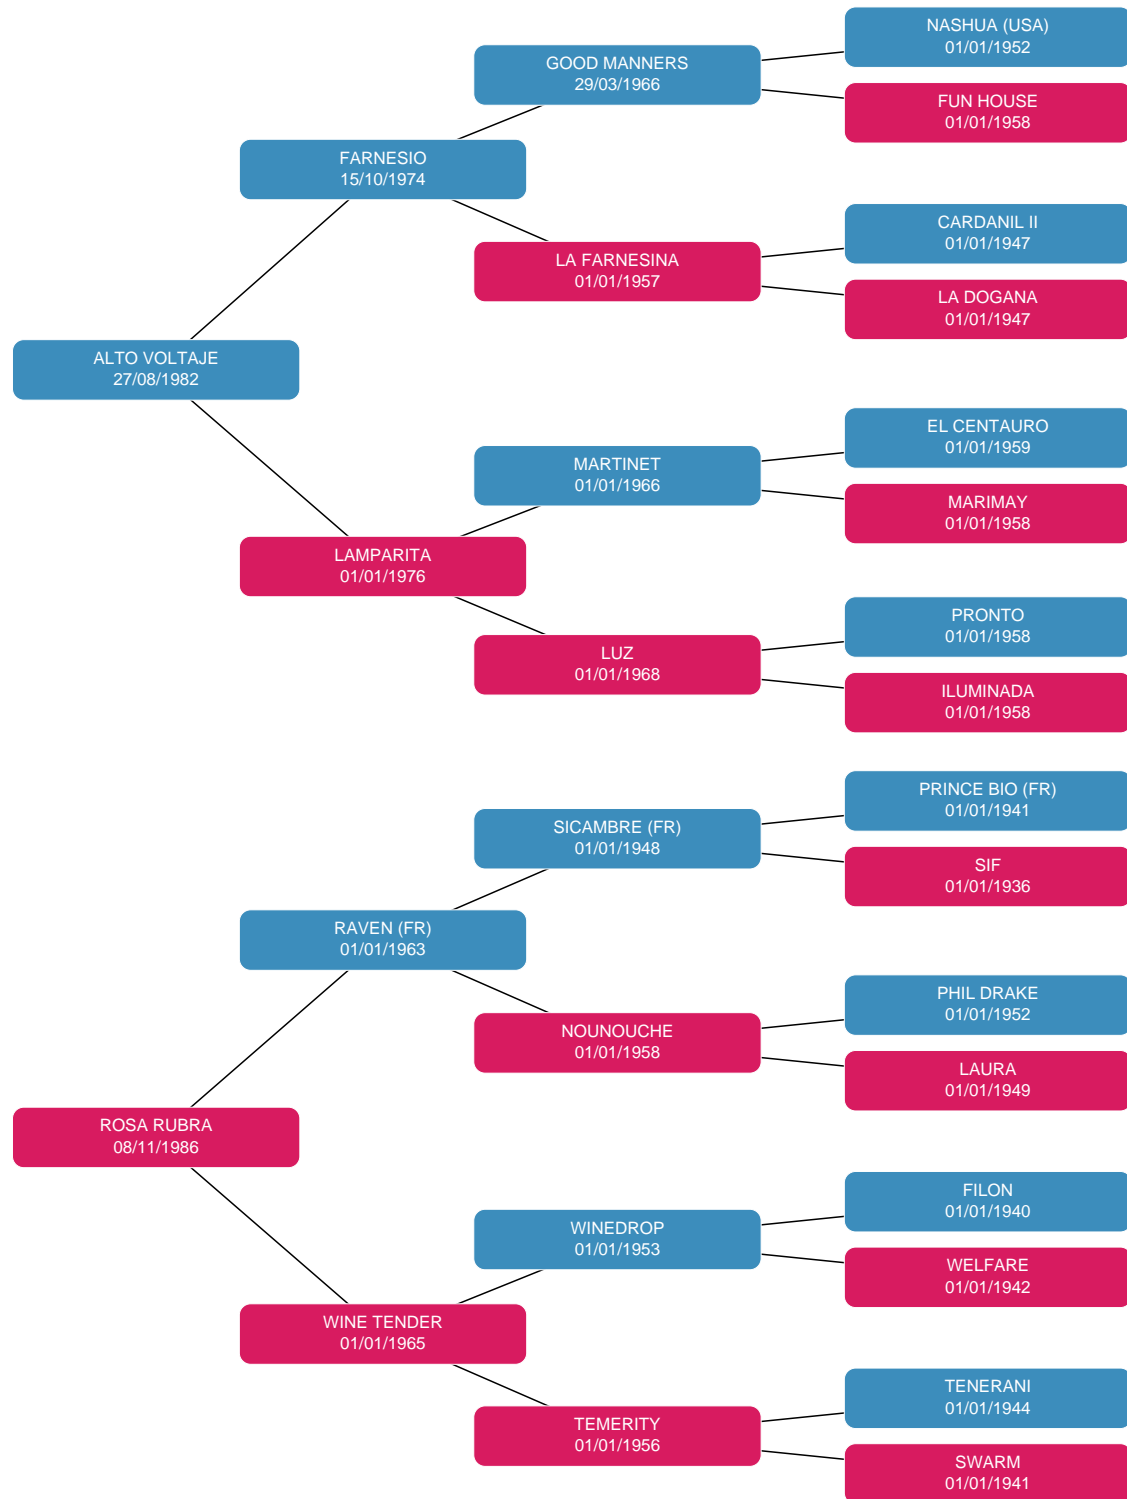 NASHUA (USA)
01/01/1952
GOOD MANNERS
29/03/1966
FUN HOUSE
01/01/1958
FARNESIO
15/10/1974
CARDANIL II
01/01/1947
LA FARNESINA
01/01/1957
LA DOGANA
01/01/1947
ALTO VOLTAJE
27/08/1982
EL CENTAURO
01/01/1959
MARTINET
01/01/1966
MARIMAY
01/01/1958
LAMPARITA
01/01/1976
PRONTO
01/01/1958
LUZ
01/01/1968
ILUMINADA
01/01/1958
PRINCE BIO (FR)
01/01/1941
SICAMBRE (FR)
01/01/1948
SIF
01/01/1936
RAVEN (FR)
01/01/1963
PHIL DRAKE
01/01/1952
NOUNOUCHE
01/01/1958
LAURA
01/01/1949
ROSA RUBRA
08/11/1986
FILON
01/01/1940
WINEDROP
01/01/1953
WELFARE
01/01/1942
WINE TENDER
01/01/1965
TENERANI
01/01/1944
TEMERITY
01/01/1956
SWARM
01/01/1941